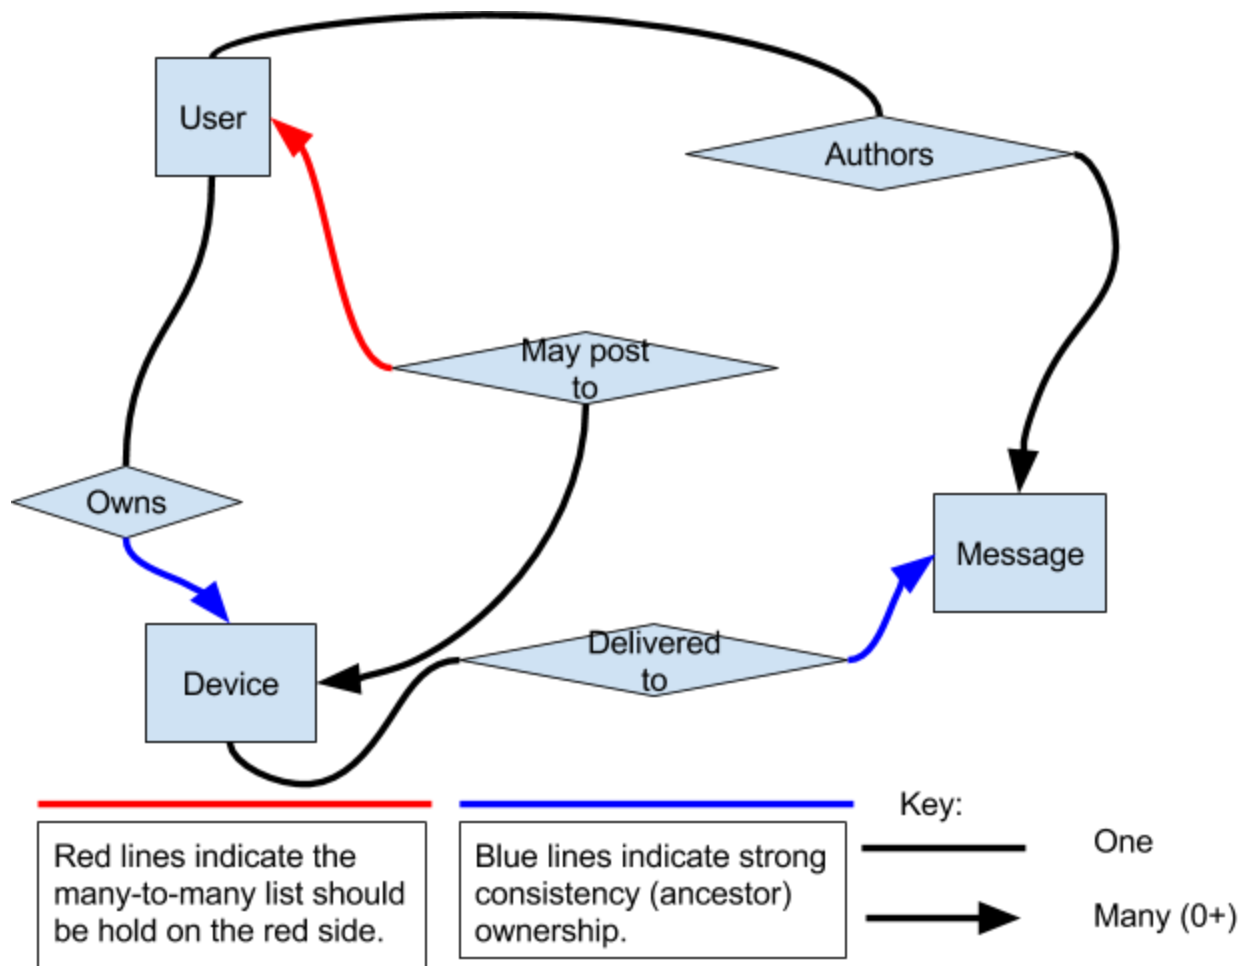 User
Authors
May post
to
Owns
Message
Delivered
to
Device
Key:
One
Many (0+)
Red lines indicate the
many-to-many list should
be hold on the red side.
Blue lines indicate strong
consistency (ancestor)
ownership.